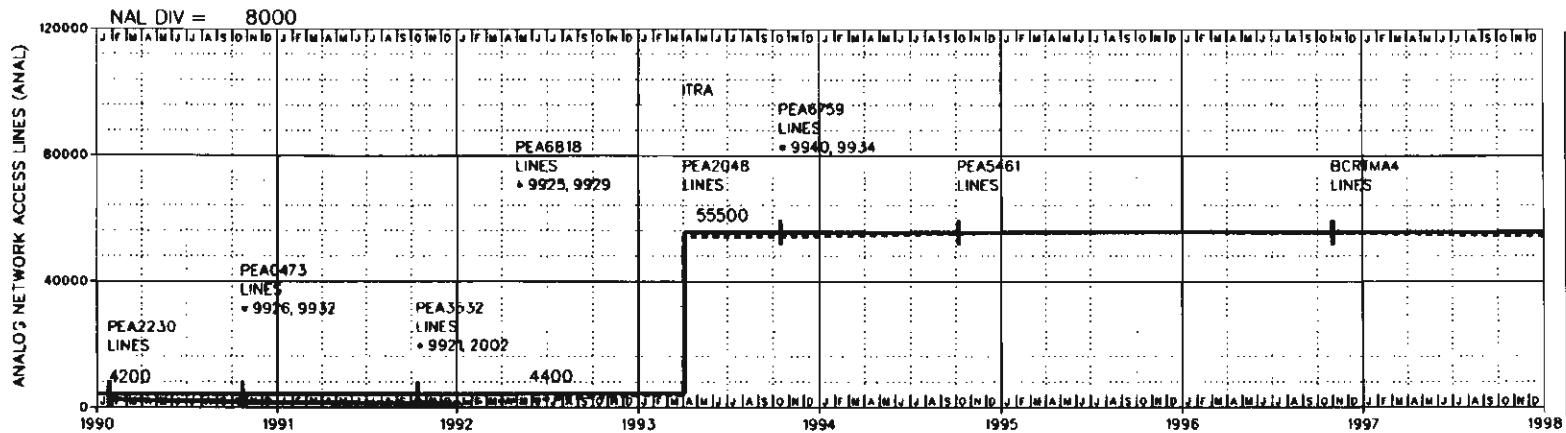 NAL DIV = 8000
ANALOG NETWORK ACCESS LINES (ANAL)
120000
J F M A M J J A S O N D J F M A M J J A S O N D J F M A M J J A S O N D J F M A M J J A S O N D J F M A M J J A S O N D J F M A M J J A S O N D J F M A M J J A S O N D J F M A M J J A S O N D
ITRA
PEA6759
LINES
* 9940, 9934
PEA6818
LINES
* 9925, 9929
80000
PEA2048
LINES
55500
PEA5461
LINES
BCRTMA4
LINES
PEA0473
LINES
* 9926, 9932
40000
PEA3532
LINES
* 9921, 2002
PEA2230
LINES
4200
4400
0
J F M A M J J A S O N D J F M A M J J A S O N D J F M A M J J A S O N D J F M A M J J A S O N D J F M A M J J A S O N D J F M A M J J A S O N D J F M A M J J A S O N D J F M A M J J A S O N D
1990 1991 1992 1993 1994 1995 1996 1997 1998